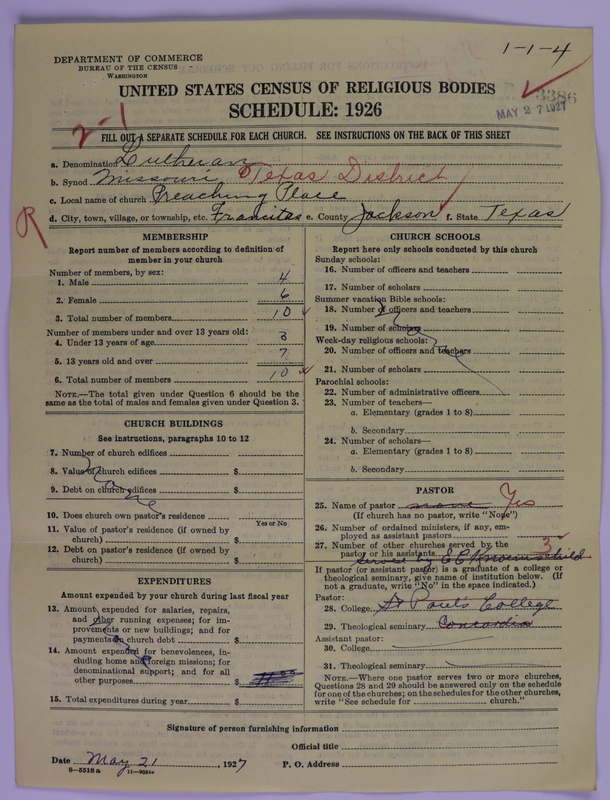 1-1-4
DEPARTMENT OF COMMERCE
BUREAU OF THE CENSUS
WASHINGTON
UNITED STATES CENSUS OF RELIGIOUS BODIES
SCHEDULE: 1926
3386
MAY 27 1927
2-1
FILL OUT A SEPARATE SCHEDULE FOR EACH CHURCH. SEE INSTRUCTIONS ON THE BACK OF THIS SHEET
a. Denomination Lutheran
b. Synod Missouri, Texas District
c. Local name of church Preaching Place
d. City, town, village, or township, etc. Francitas e. County Jackson f. State Texas
R
MEMBERSHIP
Report number of members according to definition of
member in your church
Number of members, by sex:
1. Male 4
2. Female 6
3. Total number of members 10
Number of members under and over 13 years old:
4. Under 13 years of age 3
5. 13 years old and over 7
6. Total number of members 10
NOTE.—The total given under Question 6 should be
same as the total of males and females given under Question 3.
CHURCH BUILDINGS
See instructions, paragraphs 10 to 12
7. Number of church edifices
8. Value of church edifices $
9. Debt on church edifices $
None
10. Does church own pastor's residence
Yes or No
11. Value of pastor's residence (if owned by
church) $
12. Debt on pastor's residence (if owned by
church) $
EXPENDITURES
Amount expended by your church during last fiscal year
13. Amount expended for salaries, repairs,
and other running expenses; for im-
provements or new buildings; and for
payments on church debt $
14. Amount expended for benevolences, in-
cluding home and foreign missions; for
denominational support; and for all
other purposes $
15. Total expenditures during year $
CHURCH SCHOOLS
Report here only schools conducted by this church
Sunday schools:
16. Number of officers and teachers
17. Number of scholars
Summer vacation Bible schools:
18. Number of officers and teachers
19. Number of scholars
Week-day religious schools:
20. Number of officers and teachers
21. Number of scholars
Parochial schools:
22. Number of administrative officers
23. Number of teachers—
a. Elementary (grades 1 to 8)
b. Secondary
24. Number of scholars—
a. Elementary (grades 1 to 8)
b. Secondary
PASTOR
25. Name of pastor none Yes
(If church has no pastor, write "None")
26. Number of ordained ministers, if any, em-
ployed as assistant pastors
27. Number of other churches served by the
pastor or his assistants 3
served by E C
If pastor (or assistant pastor) is a graduate of a college or
theological seminary, give name of institution below. (If
not a graduate, write "No" in the space indicated.)
Pastor:
28. College St Paul's College
29. Theological seminary Concordia
Assistant pastor:
30. College
31. Theological seminary
NOTE.—Where one pastor serves two or more churches,
Questions 28 and 29 should be answered only on the schedule
for one of the churches; on the schedules for the other churches,
write "See schedule for church."
Signature of person furnishing information
Official title
Date May 21, 1927 P. O. Address
8—5518a 11—9054a